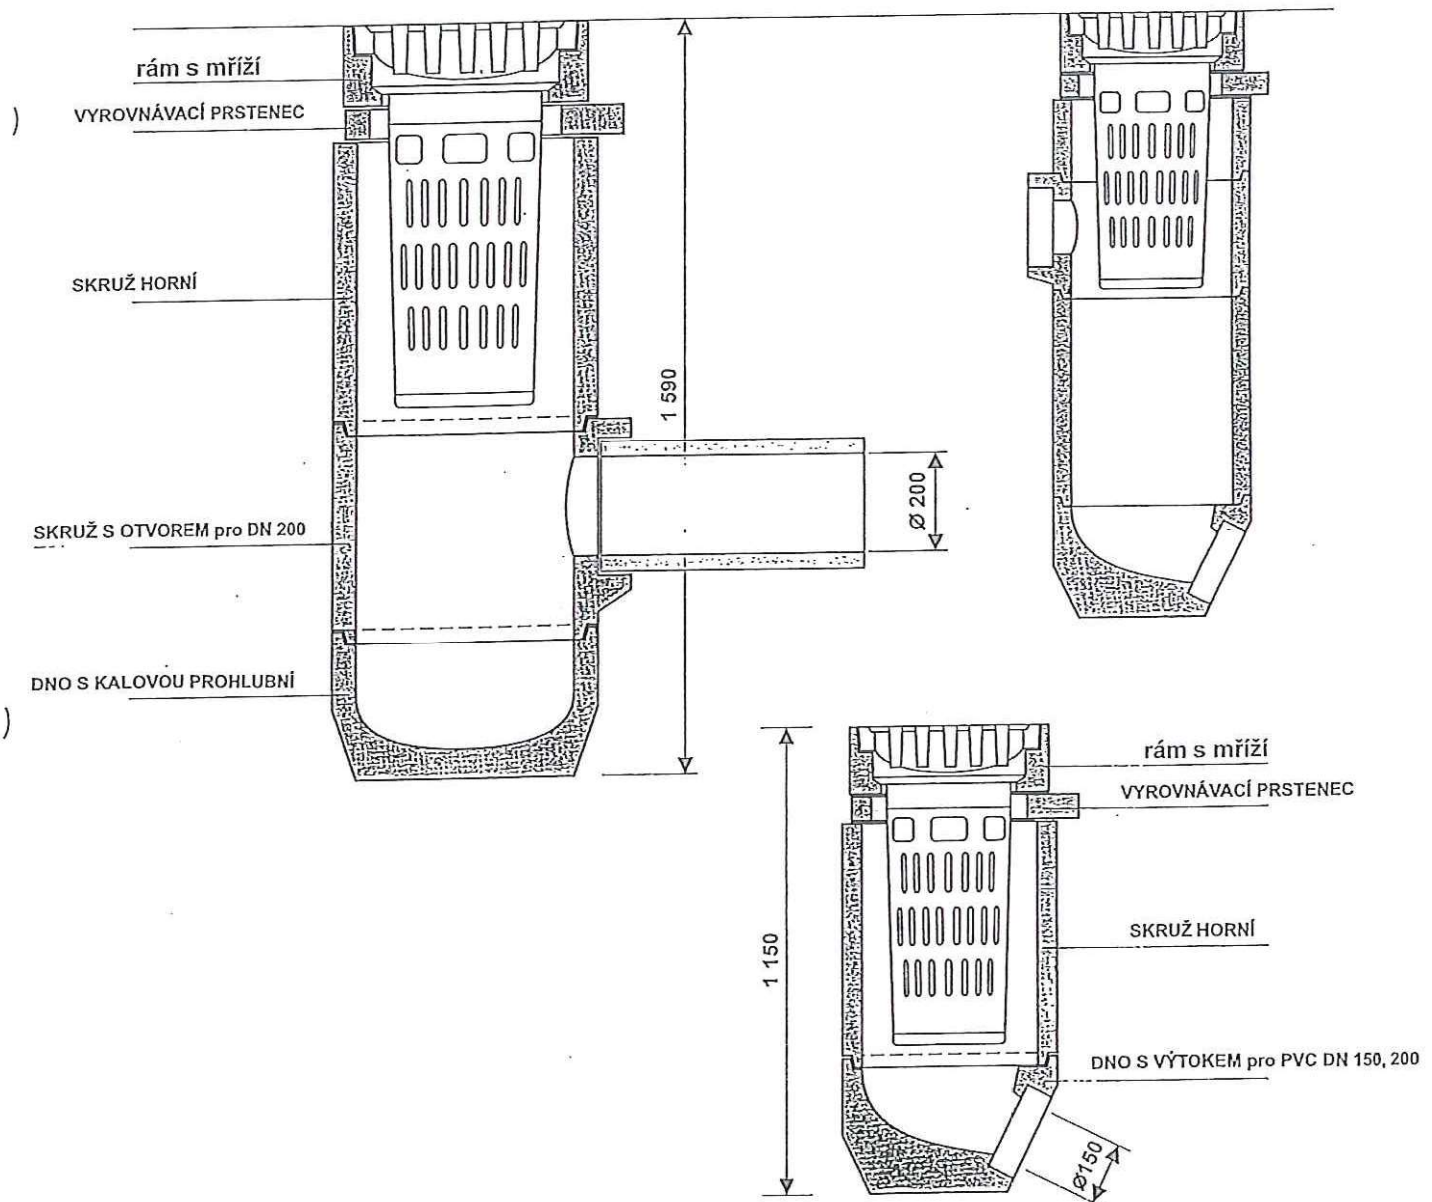 rám s mříží
VYROVNÁVACÍ PRSTENEC
SKRUŽ HORNÍ
1 590
Ø 200
SKRUŽ S OTVOREM pro DN 200
DNO S KALOVOU PROHLUBNÍ
rám s mříží
VYROVNÁVACÍ PRSTENEC
1 150
SKRUŽ HORNÍ
DNO S VÝTOKEM pro PVC DN 150, 200
Ø150